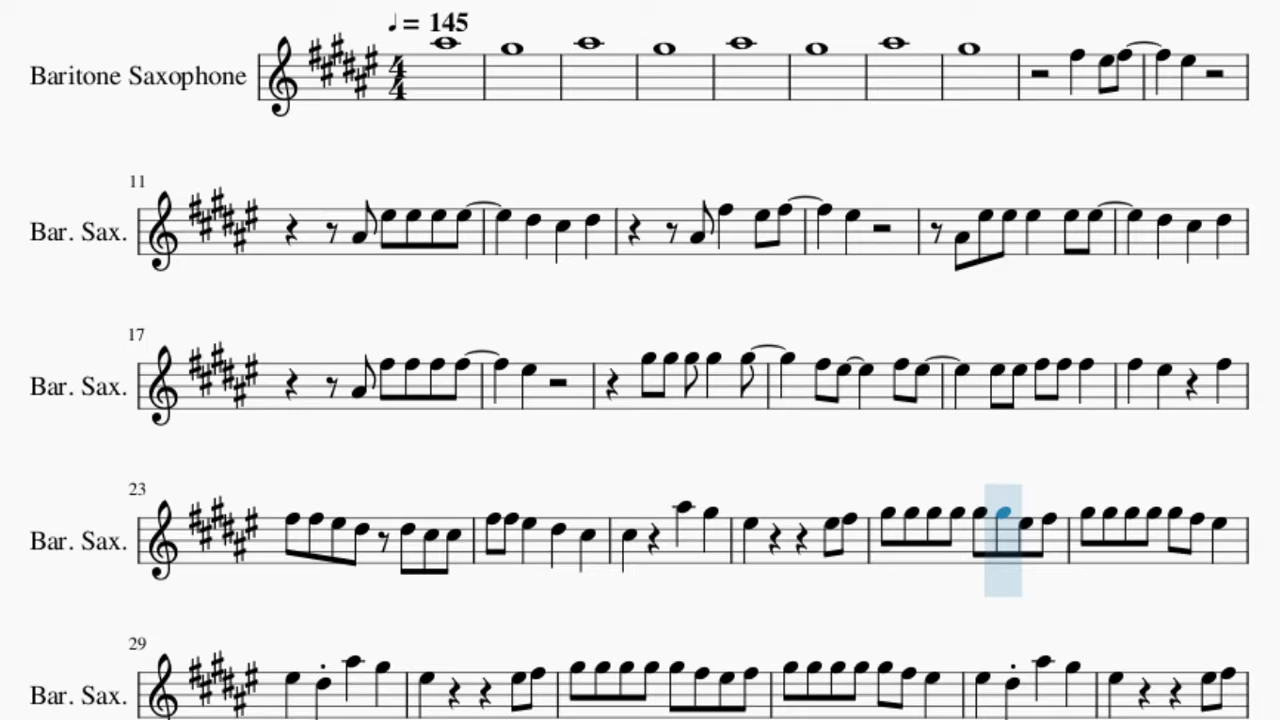 ♩= 145
Baritone Saxophone
4
4
11
Bar. Sax.
17
Bar. Sax.
23
Bar. Sax.
29
Bar. Sax.